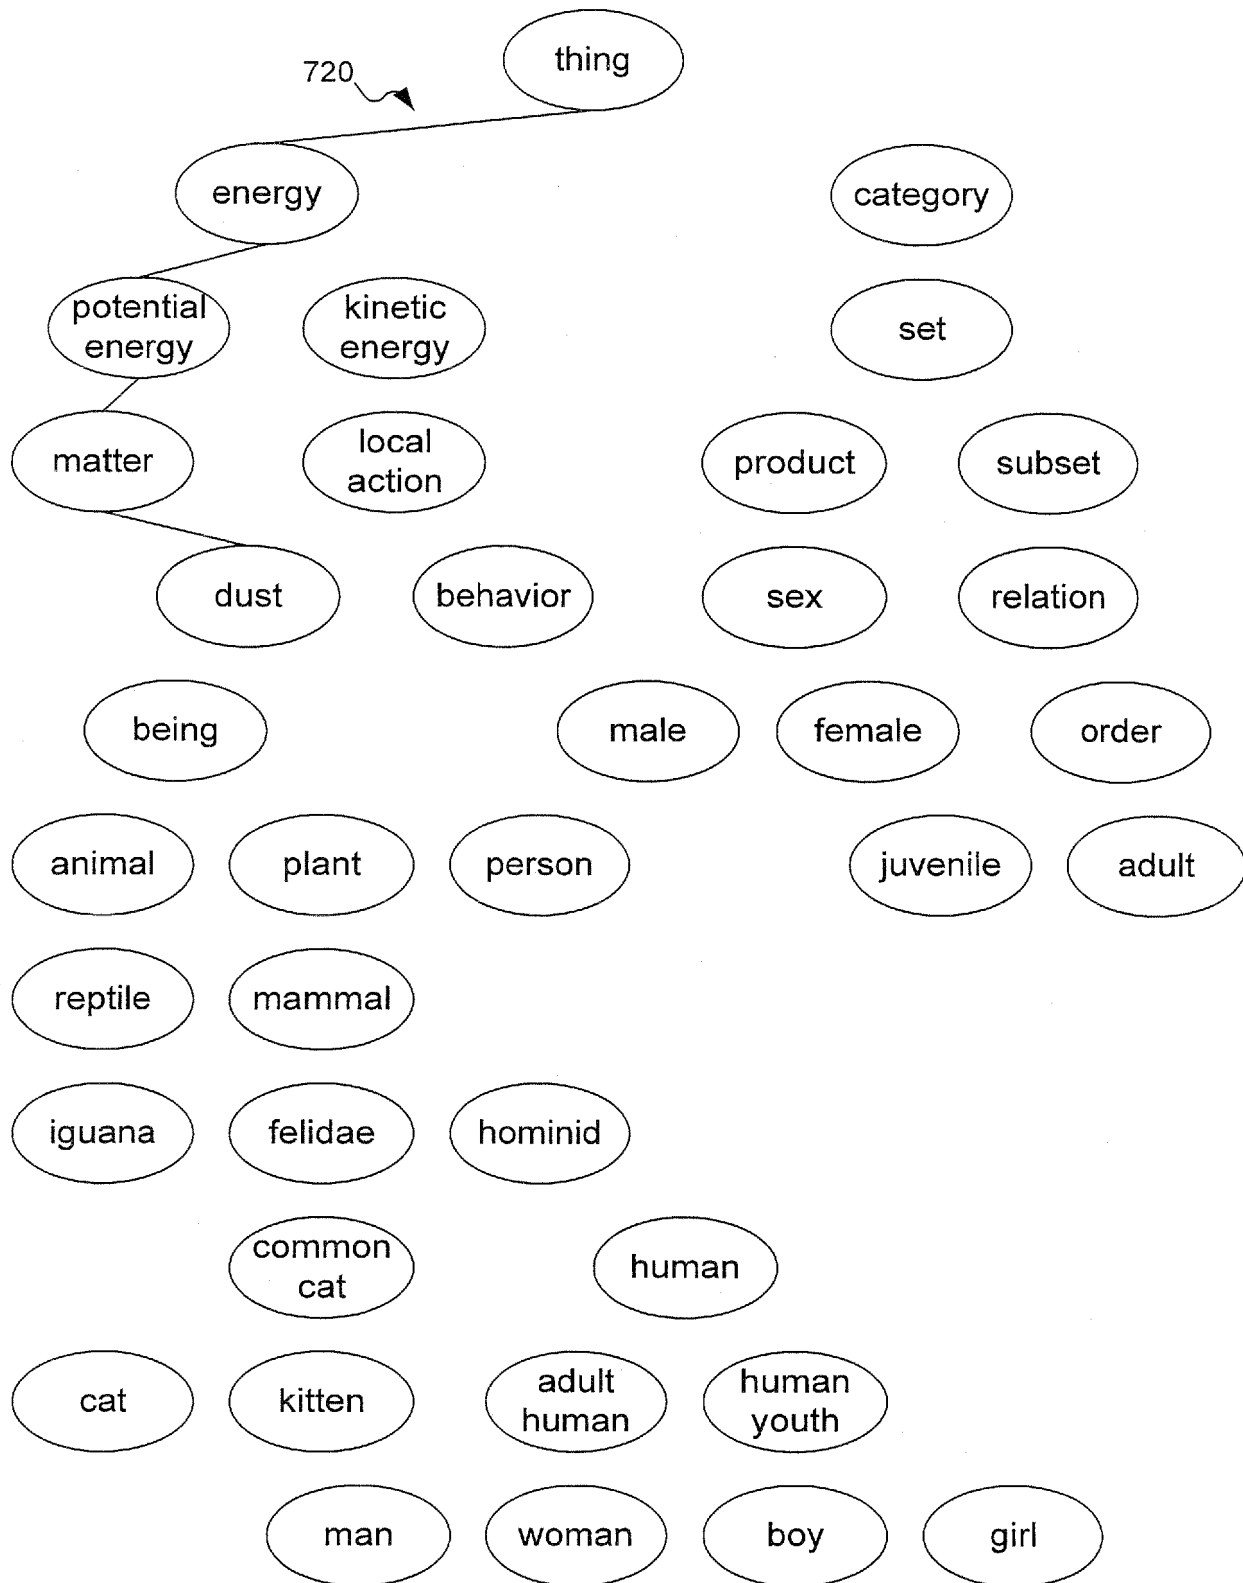 thing
720
energy
category
potential
energy
kinetic
energy
set
matter
local
action
product
subset
dust
behavior
sex
relation
being
male
female
order
animal
plant
person
juvenile
adult
reptile
mammal
iguana
felidae
hominid
common
cat
human
cat
kitten
adult
human
human
youth
man
woman
boy
girl